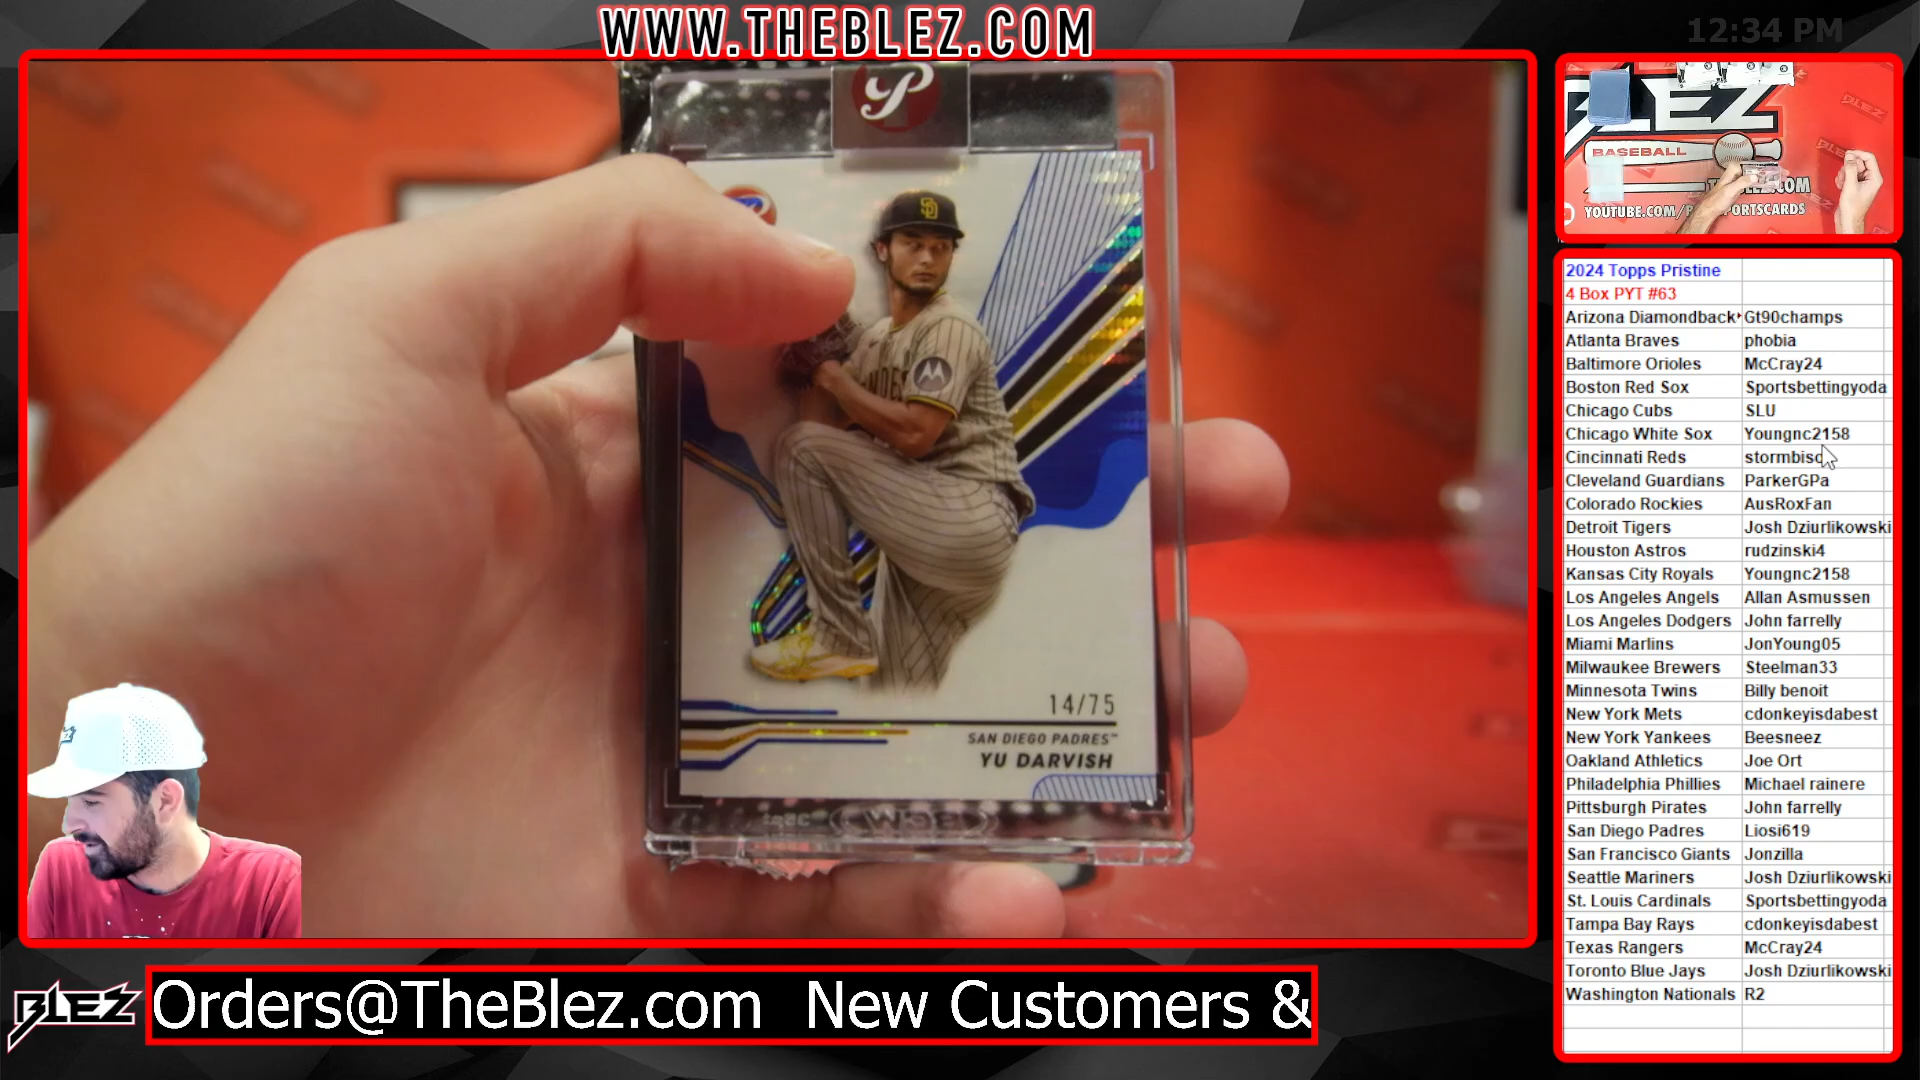 WWW.THEBLEZ.COM
12:34 PM
P
SD
14/75
SAN DIEGO PADRES™
YU DARVISH
BLEZ
BASEBALL
YOUTUBE.COM/P
ORTSCARDS
2024 Topps Pristine
4 Box PYT #63
Arizona Diamondback Gt90champs
Atlanta Braves phobia
Baltimore Orioles McCray24
Boston Red Sox Sportsbettingyoda
Chicago Cubs SLU
Chicago White Sox Youngnc2158
Cincinnati Reds stormbiso
Cleveland Guardians ParkerGPa
Colorado Rockies AusRoxFan
Detroit Tigers Josh Dziurlikowski
Houston Astros rudzinski4
Kansas City Royals Youngnc2158
Los Angeles Angels Allan Asmussen
Los Angeles Dodgers John farrelly
Miami Marlins JonYoung05
Milwaukee Brewers Steelman33
Minnesota Twins Billy benoit
New York Mets cdonkeyisdabest
New York Yankees Beesneez
Oakland Athletics Joe Ort
Philadelphia Phillies Michael rainere
Pittsburgh Pirates John farrelly
San Diego Padres Liosi619
San Francisco Giants Jonzilla
Seattle Mariners Josh Dziurlikowski
St. Louis Cardinals Sportsbettingyoda
Tampa Bay Rays cdonkeyisdabest
Texas Rangers McCray24
Toronto Blue Jays Josh Dziurlikowski
Washington Nationals R2
BLEZ
Orders@TheBlez.com New Customers &